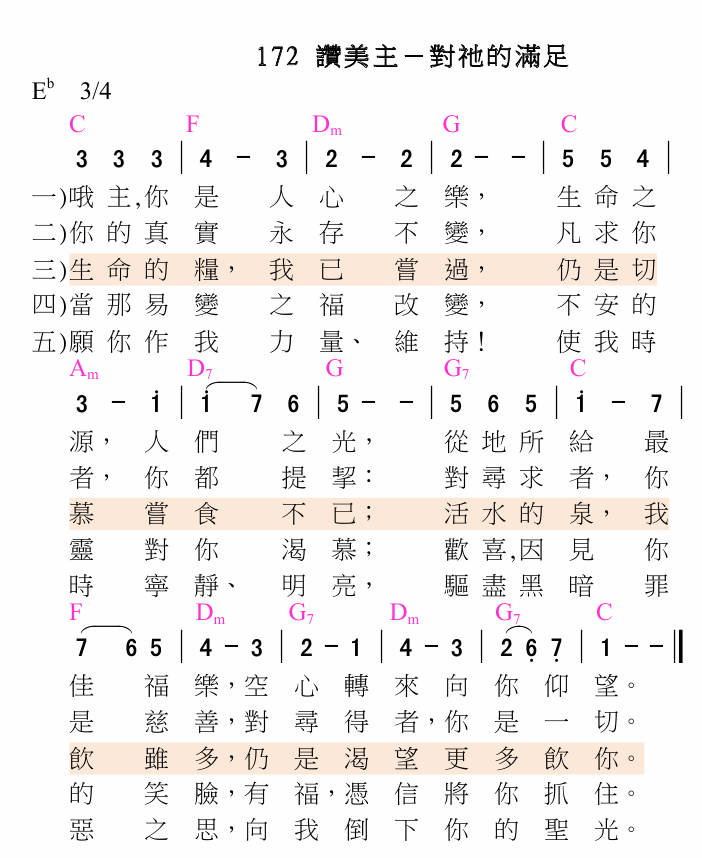 172 讚美主－對祂的滿足
E♭ 3/4
C F Dm G C
3 3 3 | 4 - 3 | 2 - 2 | 2 - - | 5 5 4 |
一)哦主,你是人心之樂，生命之
二)你的真實永存不變，凡求你
三)生命的糧，我已嘗過，仍是切
四)當那易變之福改變，不安的
五)願你作我力量、維持！使我時
Am D7 G G7 C
3 - i | i 7 6 | 5 - - | 5 6 5 | i - 7 |
源，人們之光，從地所給最
者，你都提挈：對尋求者，你
慕嘗食不已；活水的泉，我
靈對你渴慕；歡喜,因見你
時寧靜、明亮，驅盡黑暗罪
F Dm G7 Dm G7 C
7 6 5 | 4 - 3 | 2 - 1 | 4 - 3 | 2 6̣ 7̣ | 1 - - ||
佳福樂，空心轉來向你仰望。
是慈善，對尋得者，你是一切。
飲雖多，仍是渴望更多飲你。
的笑臉，有福，憑信將你抓住。
惡之思，向我倒下你的聖光。